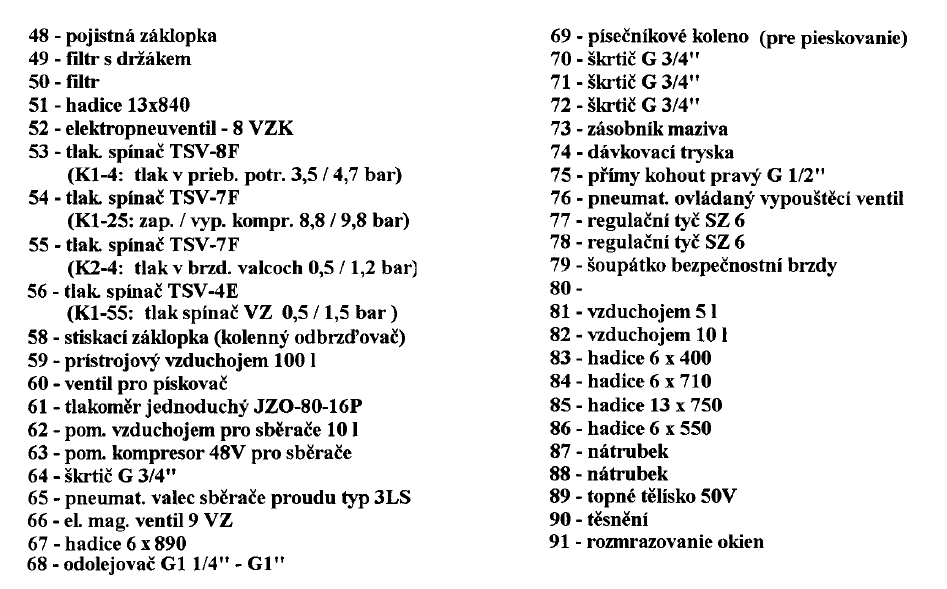 48 - pojistná záklopka
49 - filtr s držákem
50 - filtr
51 - hadice 13x840
52 - elektropneuventil - 8 VZK
53 - tlak. spínač TSV-8F
(K1-4: tlak v prieb. potr. 3,5 / 4,7 bar)
54 - tlak. spínač TSV-7F
(K1-25: zap. / vyp. kompr. 8,8 / 9,8 bar)
55 - tlak. spínač TSV-7F
(K2-4: tlak v brzd. valcoch 0,5 / 1,2 bar)
56 - tlak. spínač TSV-4E
(K1-55: tlak spínač VZ 0,5 / 1,5 bar )
58 - stiskací záklopka (kolenný odbrzďovač)
59 - prístrojový vzduchojem 100 l
60 - ventil pro pískovač
61 - tlakoměr jednoduchý JZO-80-16P
62 - pom. vzduchojem pro sběrače 10 l
63 - pom. kompresor 48V pro sběrače
64 - škrtič G 3/4"
65 - pneumat. valec sběrače proudu typ 3LS
66 - el. mag. ventil 9 VZ
67 - hadice 6 x 890
68 - odolejovač G1 1/4" - G1"
69 - písečníkové koleno (pre pieskovanie)
70 - škrtič G 3/4"
71 - škrtič G 3/4"
72 - škrtič G 3/4"
73 - zásobník maziva
74 - dávkovací tryska
75 - přímy kohout pravý G 1/2"
76 - pneumat. ovládaný vypouštěcí ventil
77 - regulační tyč SZ 6
78 - regulační tyč SZ 6
79 - šoupátko bezpečnostní brzdy
80 -
81 - vzduchojem 5 l
82 - vzduchojem 10 l
83 - hadice 6 x 400
84 - hadice 6 x 710
85 - hadice 13 x 750
86 - hadice 6 x 550
87 - nátrubek
88 - nátrubek
89 - topné tělísko 50V
90 - těsnění
91 - rozmrazovanie okien